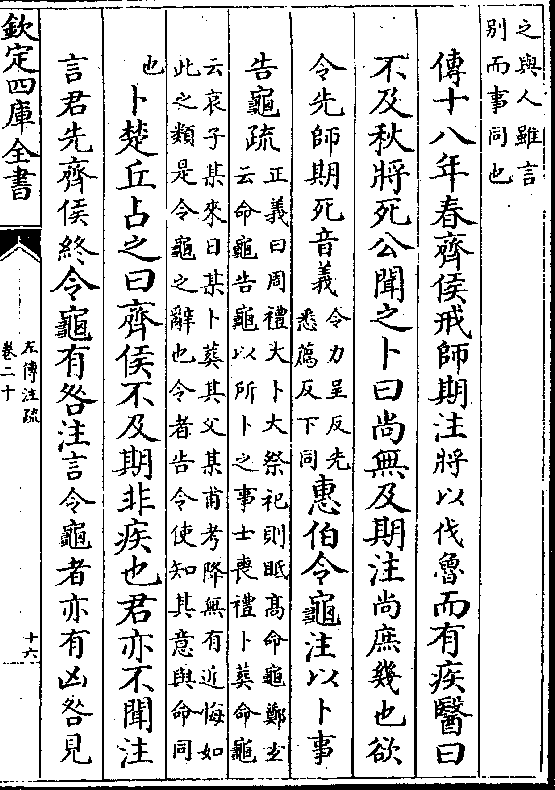 之與人雖言
别而事同也
傳十八年春齊侯戒師期注將以伐魯而有疾醫曰
不及秋將死公聞之卜曰尚無及期注尚庶幾也欲
令先師期死音義令力呈反先
悉薦反下同惠伯令龜注以卜事
告龜疏正義曰周禮大卜大祭祀則眡髙命龜鄭𤣥
云命龜告龜以所卜之事士喪禮卜葬命龜
云哀子某來日某卜葬其父某甫考降無有近悔如
此之類是令龜之辭也令者告令使知其意與命同
也卜楚丘占之曰齊侯不及期非疾也君亦不聞注
言君先齊侯終令龜有咎注言令龜者亦有凶咎見
欽定四庫全書
左傳注疏
卷二十
十六